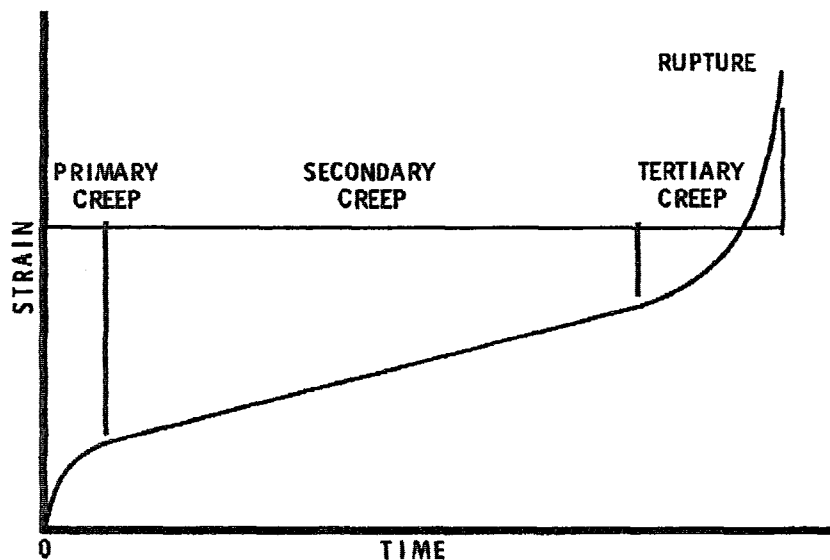 RUPTURE
PRIMARY
CREEP
SECONDARY
CREEP
TERTIARY
CREEP
STRAIN
0
TIME